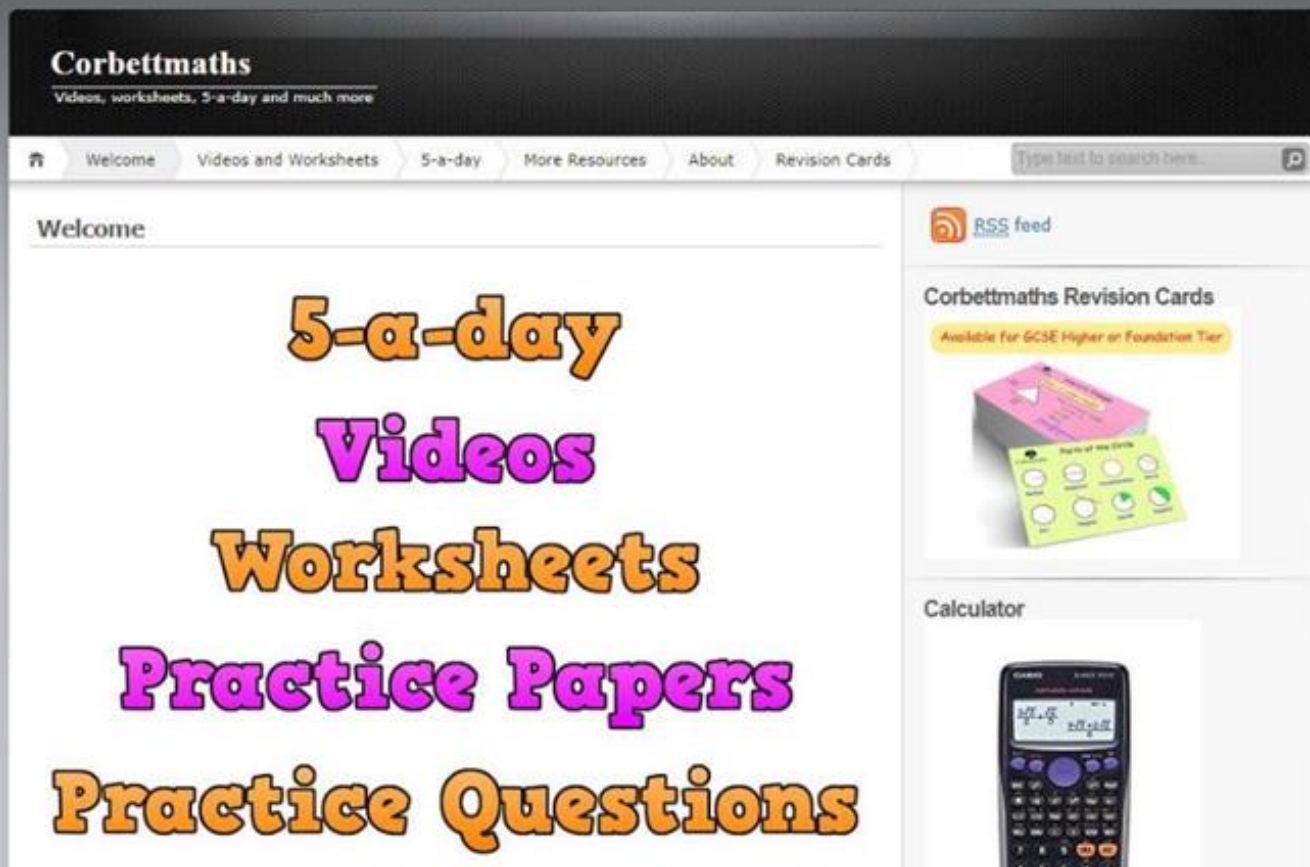 Corbettmaths
Videos, worksheets, 5-a-day and much more
Welcome Videos and Worksheets 5-a-day More Resources About Revision Cards Type text to search here...
Welcome
5-a-day
Videos
Worksheets
Practice Papers
Practice Questions
RSS feed
Corbettmaths Revision Cards
Available for GCSE Higher or Foundation Tier
Parts of the Circle
Calculator
CASIO